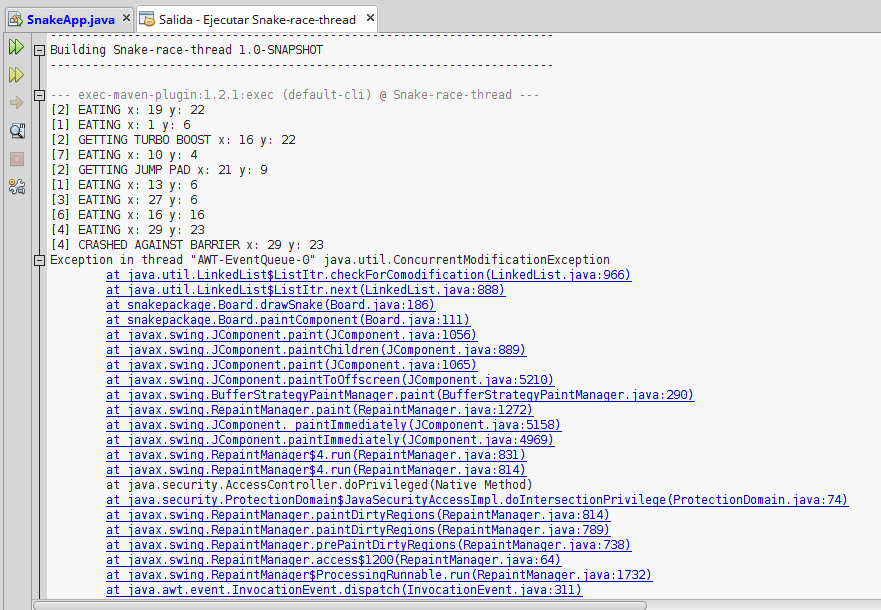 SnakeApp.java
Salida - Ejecutar Snake-race-thread
------------------------------------------------------------------------
Building Snake-race-thread 1.0-SNAPSHOT
------------------------------------------------------------------------
--- exec-maven-plugin:1.2.1:exec (default-cli) @ Snake-race-thread ---
[2] EATING x: 19 y: 22
[1] EATING x: 1 y: 6
[2] GETTING TURBO BOOST x: 16 y: 22
[7] EATING x: 10 y: 4
[2] GETTING JUMP PAD x: 21 y: 9
[1] EATING x: 13 y: 6
[3] EATING x: 27 y: 6
[6] EATING x: 16 y: 16
[4] EATING x: 29 y: 23
[4] CRASHED AGAINST BARRIER x: 29 y: 23
Exception in thread "AWT-EventQueue-0" java.util.ConcurrentModificationException
at java.util.LinkedList$ListItr.checkForComodification(LinkedList.java:966)
at java.util.LinkedList$ListItr.next(LinkedList.java:888)
at snakepackage.Board.drawSnake(Board.java:186)
at snakepackage.Board.paintComponent(Board.java:111)
at javax.swing.JComponent.paint(JComponent.java:1056)
at javax.swing.JComponent.paintChildren(JComponent.java:889)
at javax.swing.JComponent.paint(JComponent.java:1065)
at javax.swing.JComponent.paintToOffscreen(JComponent.java:5210)
at javax.swing.BufferStrategyPaintManager.paint(BufferStrategyPaintManager.java:290)
at javax.swing.RepaintManager.paint(RepaintManager.java:1272)
at javax.swing.JComponent._paintImmediately(JComponent.java:5158)
at javax.swing.JComponent.paintImmediately(JComponent.java:4969)
at javax.swing.RepaintManager$4.run(RepaintManager.java:831)
at javax.swing.RepaintManager$4.run(RepaintManager.java:814)
at java.security.AccessController.doPrivileged(Native Method)
at java.security.ProtectionDomain$JavaSecurityAccessImpl.doIntersectionPrivilege(ProtectionDomain.java:74)
at javax.swing.RepaintManager.paintDirtyRegions(RepaintManager.java:814)
at javax.swing.RepaintManager.paintDirtyRegions(RepaintManager.java:789)
at javax.swing.RepaintManager.prePaintDirtyRegions(RepaintManager.java:738)
at javax.swing.RepaintManager.access$1200(RepaintManager.java:64)
at javax.swing.RepaintManager$ProcessingRunnable.run(RepaintManager.java:1732)
at java.awt.event.InvocationEvent.dispatch(InvocationEvent.java:311)